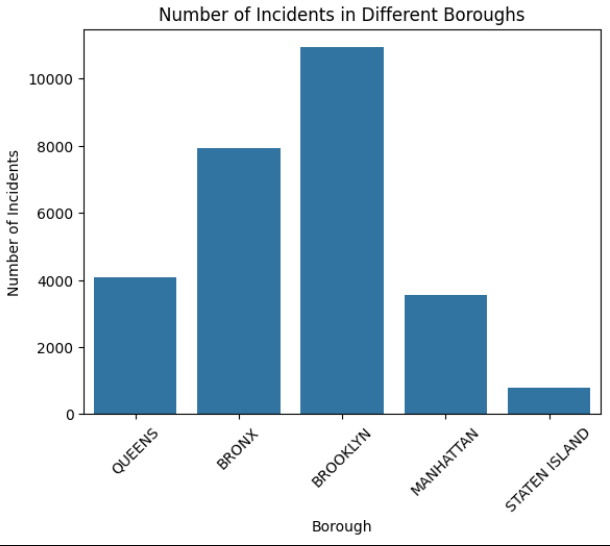 Number of Incidents in Different Boroughs
Number of Incidents
10000
8000
6000
4000
2000
0
QUEENS
BRONX
BROOKLYN
MANHATTAN
STATEN ISLAND
Borough